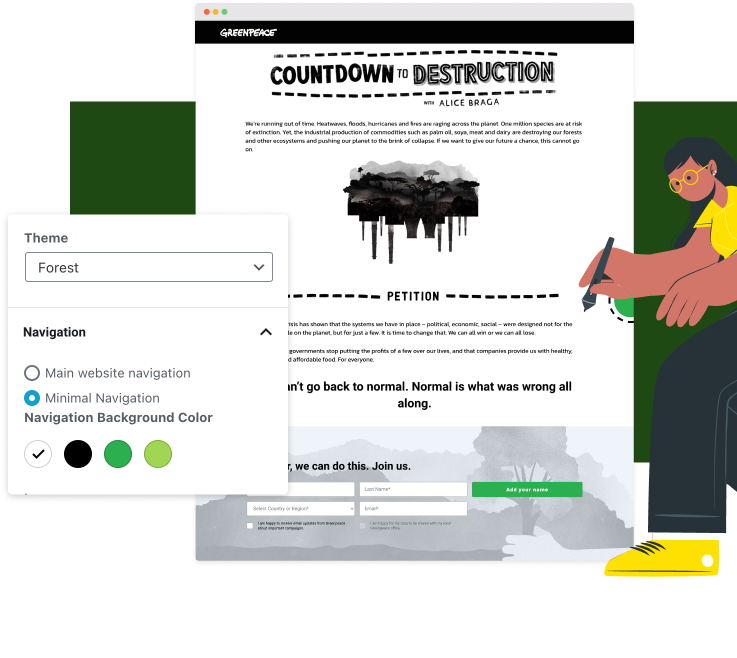 GREENPEACE
COUNTDOWN TO DESTRUCTION
WITH ALICE BRAGA
We're running out of time. Heatwaves, floods, hurricanes and fires are raging across the planet. One million species are at risk
of extinction. Yet, the industrial production of commodities such as palm oil, soya, meat and dairy are destroying our forests
and other ecosystems and pushing our planet to the brink of collapse. If we want to give our future a chance, this cannot go
on.
Theme
Forest
Navigation
Main website navigation
Minimal Navigation
Navigation Background Color
PETITION
has shown that the systems we have in place – political, economic, social – were designed not for the
on the planet, but for just a few. It is time to change that. We can all win or we can all lose.
governments stop putting the profits of a few over our lives, and that companies provide us with healthy,
affordable food. For everyone.
can't go back to normal. Normal is what was wrong all
along.
we can do this. Join us.
Last Name*
Add your name
Select Country or Region*
Email*
I am happy to receive email updates from Greenpeace
about important campaigns.